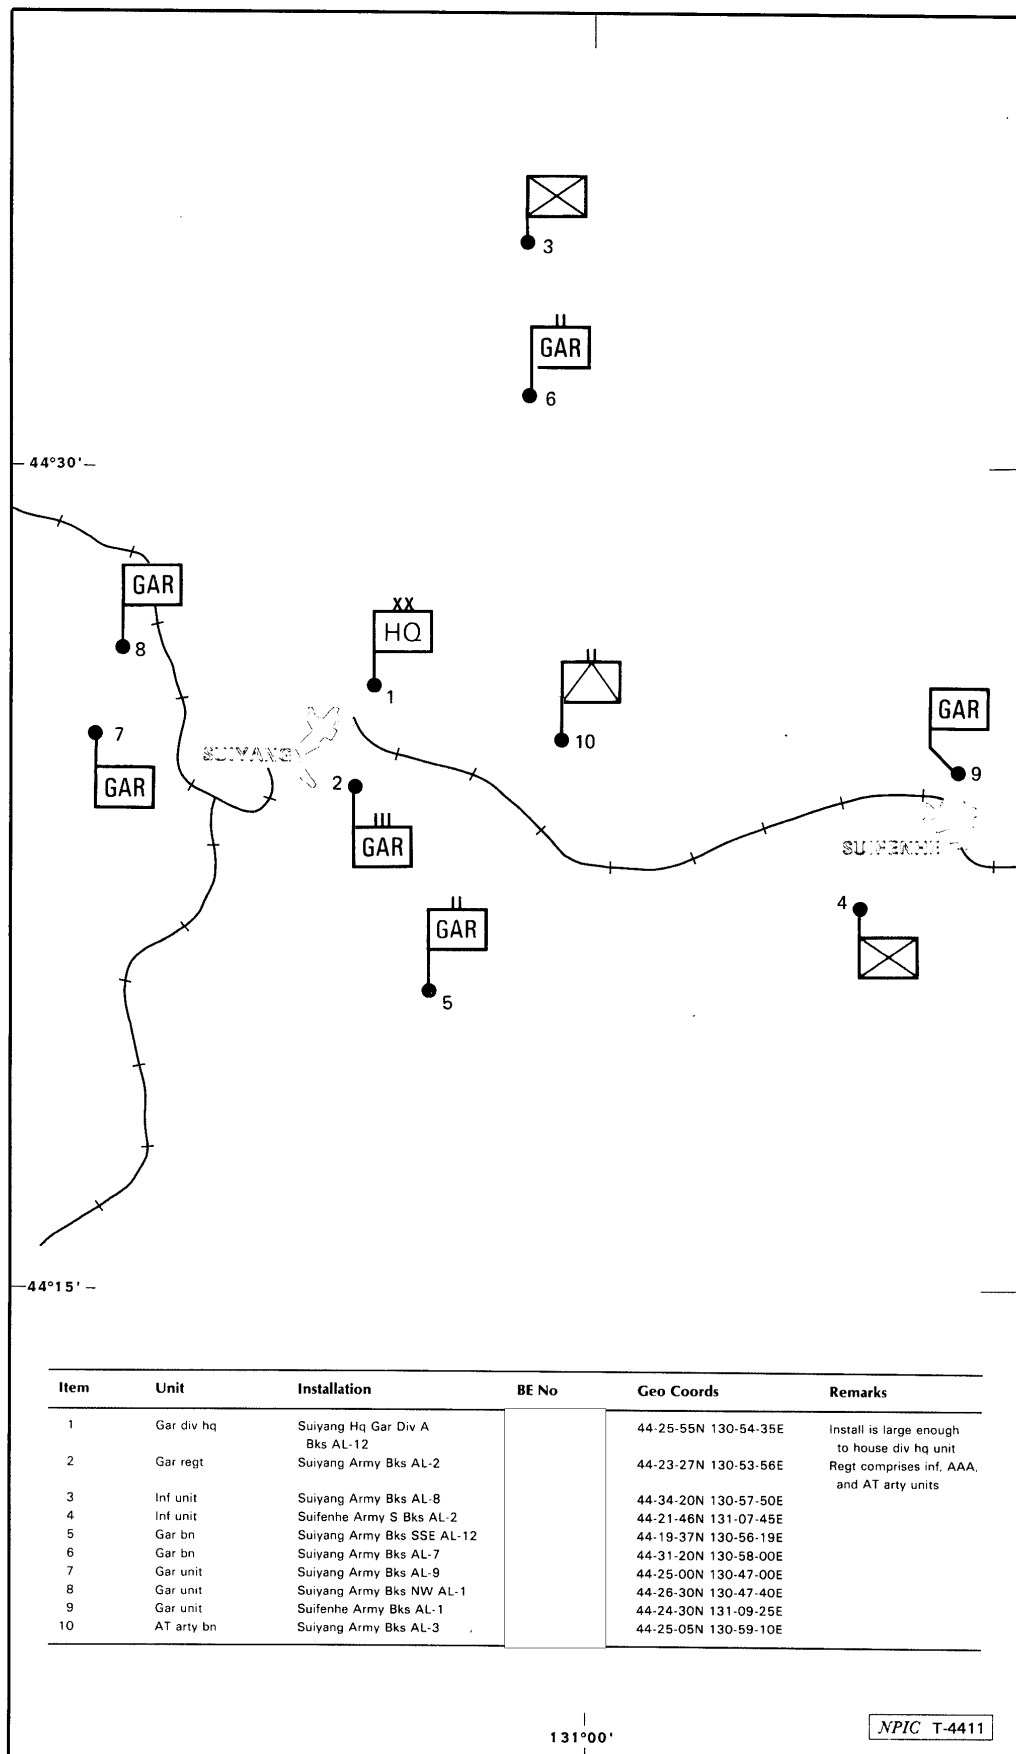 3
GAR
6
44°30'
GAR
8
XX
HQ
1
10
GAR
9
7
GAR
SUIYANG
2
GAR
4
GAR
5
44°15'
Item Unit Installation BE No Geo Coords Remarks
1 Gar div hq Suiyang Hq Gar Div A 44-25-55N 130-54-35E Install is large enough
Bks AL-12 to house div hq unit
2 Gar regt Suiyang Army Bks AL-2 44-23-27N 130-53-56E Regt comprises inf, AAA,
and AT arty units
3 Inf unit Suiyang Army Bks AL-8 44-34-20N 130-57-50E
4 Inf unit Suifenhe Army S Bks AL-2 44-21-46N 131-07-45E
5 Gar bn Suiyang Army Bks SSE AL-12 44-19-37N 130-56-19E
6 Gar bn Suiyang Army Bks AL-7 44-31-20N 130-58-00E
7 Gar unit Suiyang Army Bks AL-9 44-25-00N 130-47-00E
8 Gar unit Suiyang Army Bks NW AL-1 44-26-30N 130-47-40E
9 Gar unit Suifenhe Army Bks AL-1 44-24-30N 131-09-25E
10 AT arty bn Suiyang Army Bks AL-3 44-25-05N 130-59-10E
131°00'
NPIC T-4411